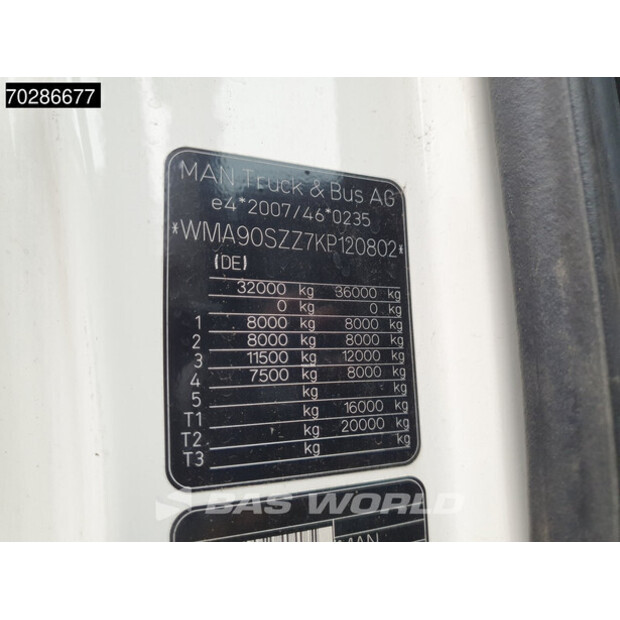 70286677
MAN Truck & Bus AG
e4*2007/46*0235
*WMA90SZZ7KP120802*
(DE)
32000 kg 36000 kg
0 kg 0 kg
1 8000 kg 8000 kg
2 8000 kg 8000 kg
3 11500 kg 12000 kg
4 7500 kg 8000 kg
5 kg kg
T1 kg 16000 kg
T2 kg 20000 kg
T3 kg kg
BAS WORLD
MAN